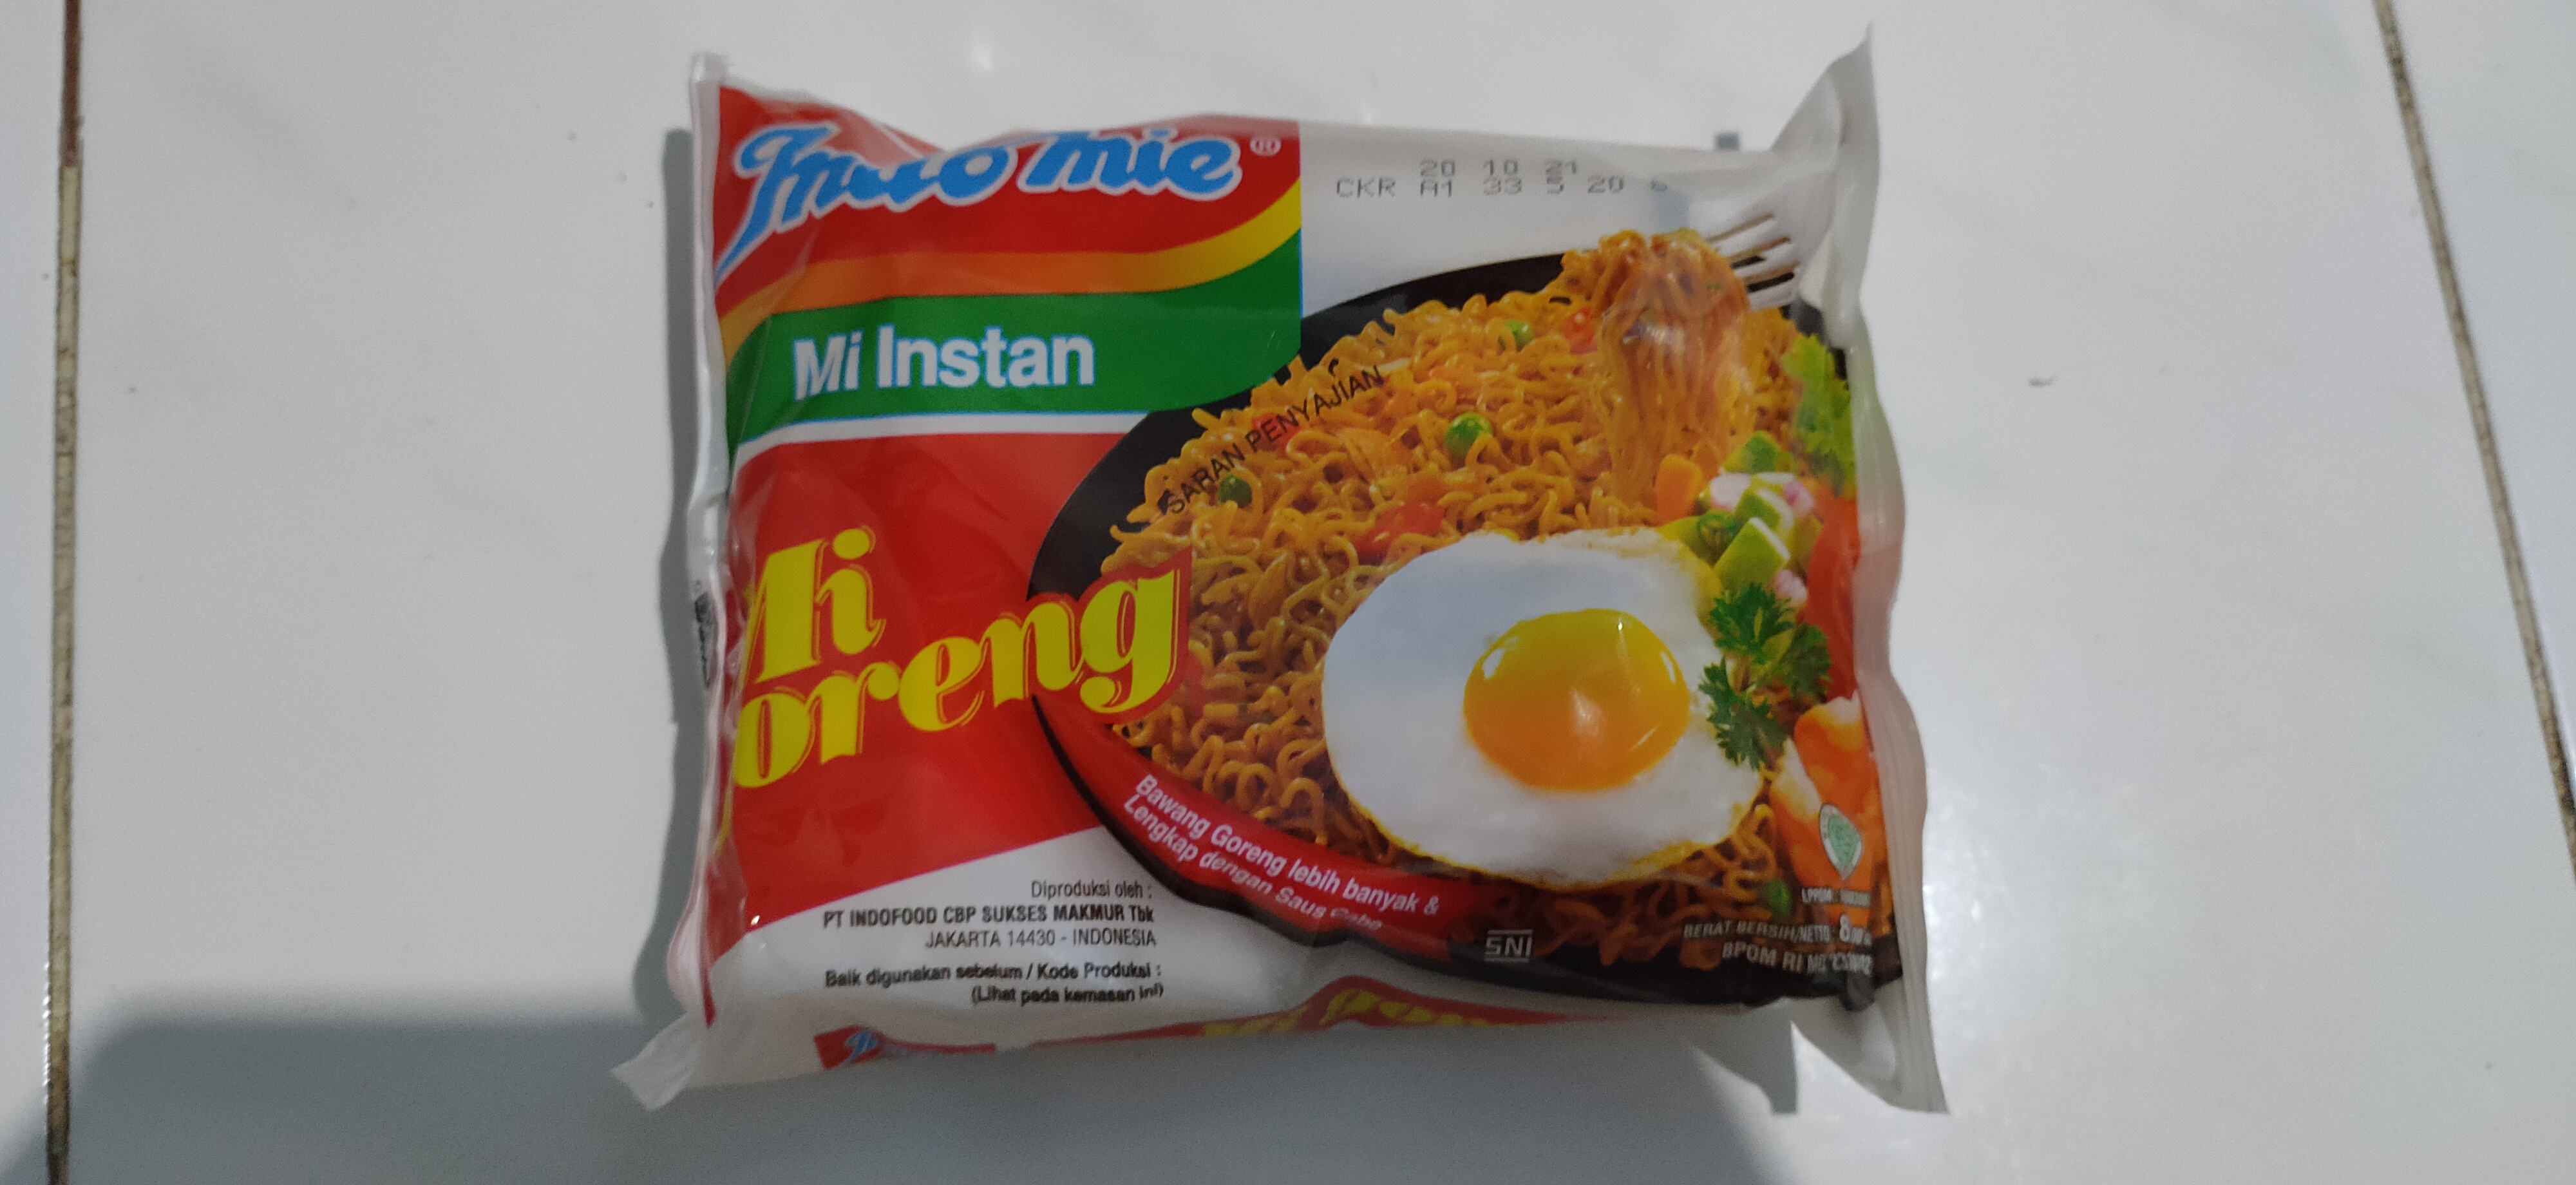 Indomie®
20 10 21
CKR A1 33 5 20
Mi Instan
SARAN PENYAJIAN
Mi
oreng
Bawang Goreng lebih banyak &
Lengkap dengan Saus Cabe
Diproduksi oleh :
PT INDOFOOD CBP SUKSES MAKMUR Tbk
JAKARTA 14430 - INDONESIA
Baik digunakan sebelum / Kode Produksi :
(Lihat pada kemasan ini)
SNI
LPPOM
BERAT BERSIH/NETTO :
BPOM RI MD